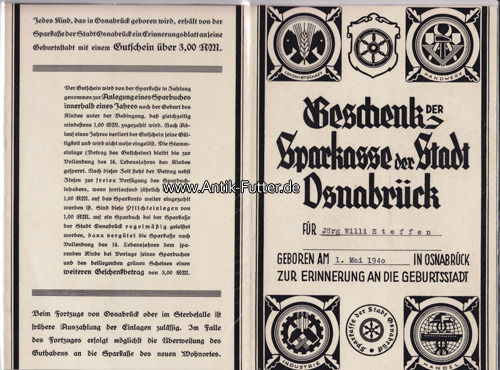 Jedes Kind, das in Osnabrück geboren wird, erhält von der
Sparkasse der Stadt Osnabrück ein Erinnerungsblatt an seine
Geburtsstadt mit einem Gutschein über 3,00 RM.
Der Gutschein wird von der Sparkasse in Zahlung
genommen zur Anlegung eines Sparbuches
innerhalb eines Jahres nach der Geburt des
Kindes unter der Bedingung, daß gleichzeitig
mindestens 1,00 RM. zugezahlt wird. Nach Ab-
lauf eines Jahres verliert der Gutschein jeine Gül-
tigkeit und wird nicht mehr eingelöst. Die Stamm-
einlage (Betrag des Gutscheins) bleibt bis zur
Vollendung des 14. Lebensjahres des Kindes
gesperrt. Nach dieser Zeit steht der Betrag nebst
Zinsen zur freien Verfügung des Sparbuch-
inhabers, wenn fortlaufend jährlich mindestens
1,00 RM. auf das Sparkonto weiter eingezahlt
worden sind. Sind diese Pflichteinlagen von
1,00 RM. auf ein Sparbuch bei der Sparkasse
der Stadt Osnabrück regelmäßig geleistet
worden, dann vergütet die Sparkasse nach
Vollendung des 14. Lebensjahres dem spa-
renden Kinde bei Vorlage seines Sparbuches
und des beiliegenden grünen Scheines einen
weiteren Geschenkbetrag von 3,00 RM.
Beim Fortzuge von Osnabrück oder im Sterbefalle ist
frühere Auszahlung der Einlagen zulässig. Im Falle
des Fortzuges erfolgt möglichst die Überweisung des
Guthabens an die Sparkasse des neuen Wohnortes.
www.Antik-Futter.de
LANDWIRTSCHAFT
HANDWERK
Geschenk DER
Sparkasse der Stadt
Osnabrück
FÜR Jörg Willi Steffen
GEBOREN AM 1. Mai 1940 IN OSNABRÜCK
ZUR ERINNERUNG AN DIE GEBURTSSTADT
INDUSTRIE
Sparkasse der Stadt Osnabrück
HANDEL